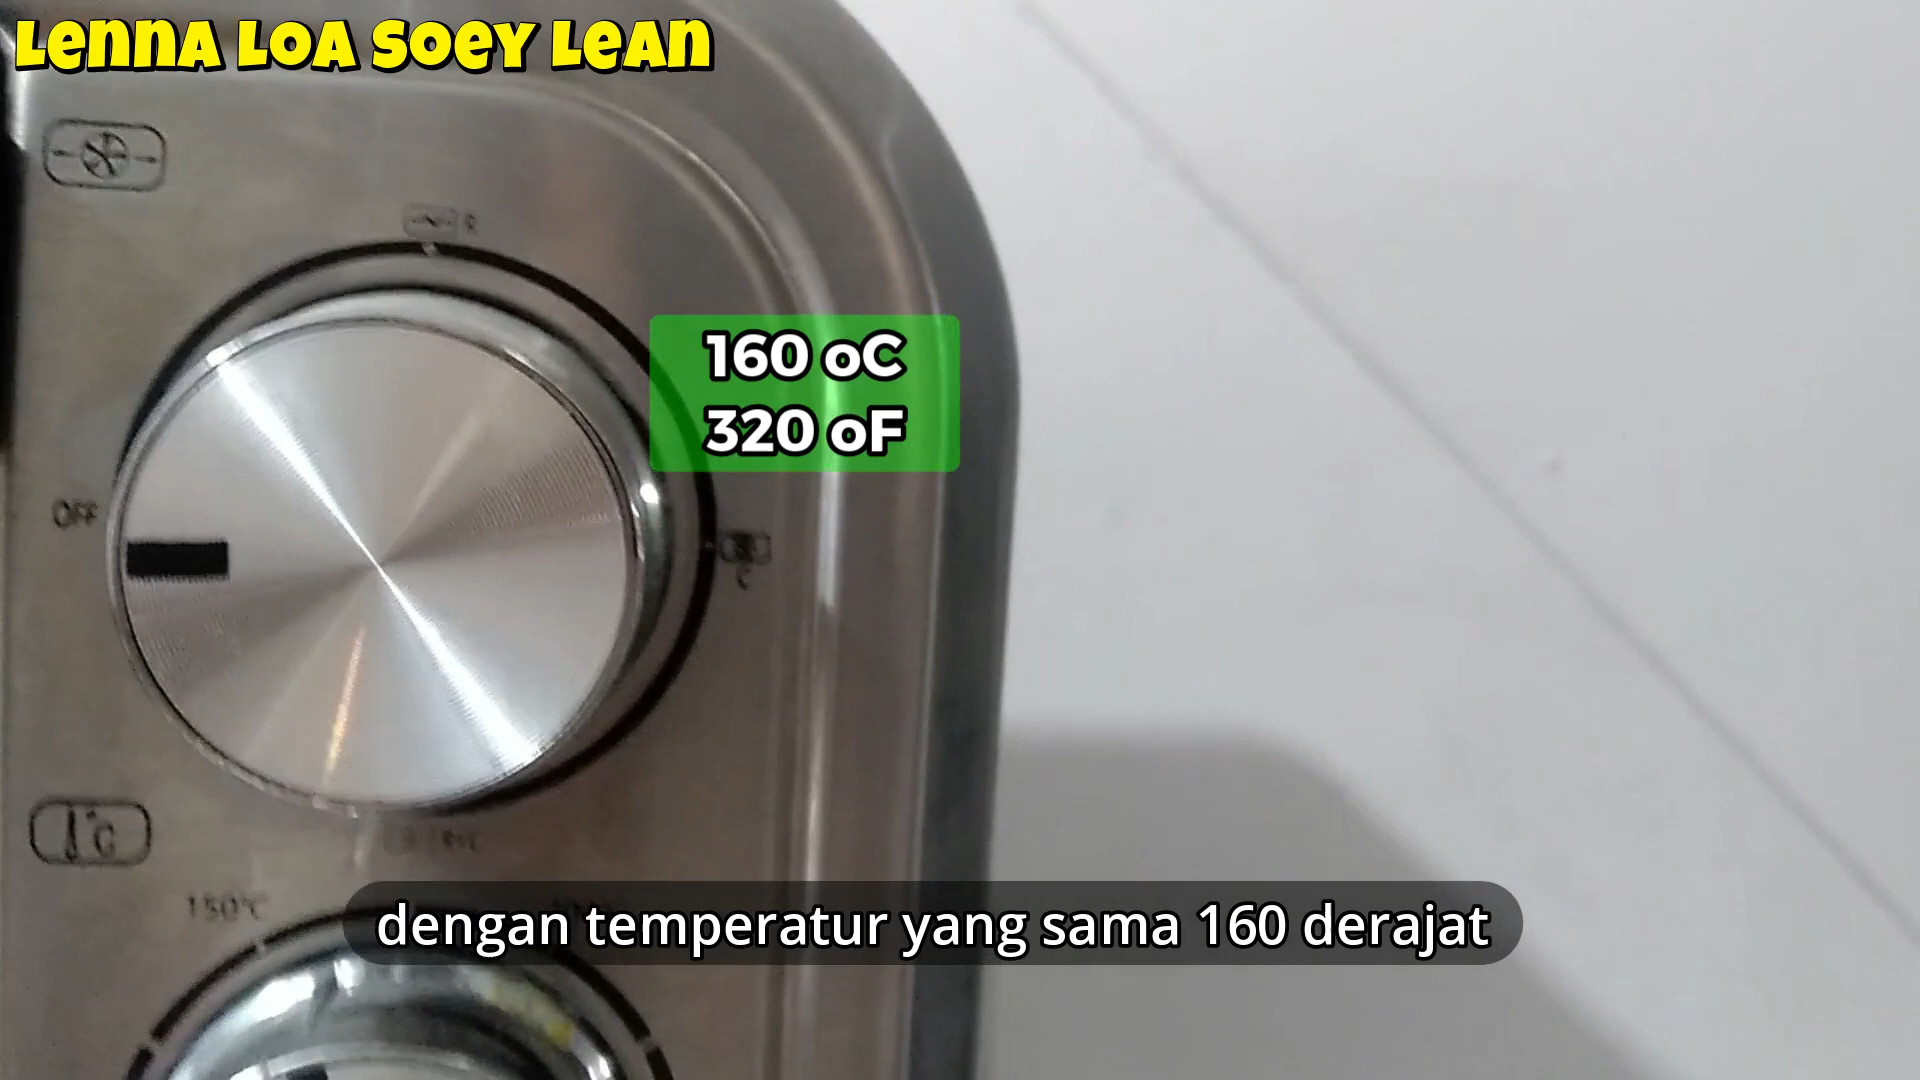 Lenna Loa Soey Lean
R
160 oC
320 oF
OFF
C
°C
150°C
dengan temperatur yang sama 160 derajat